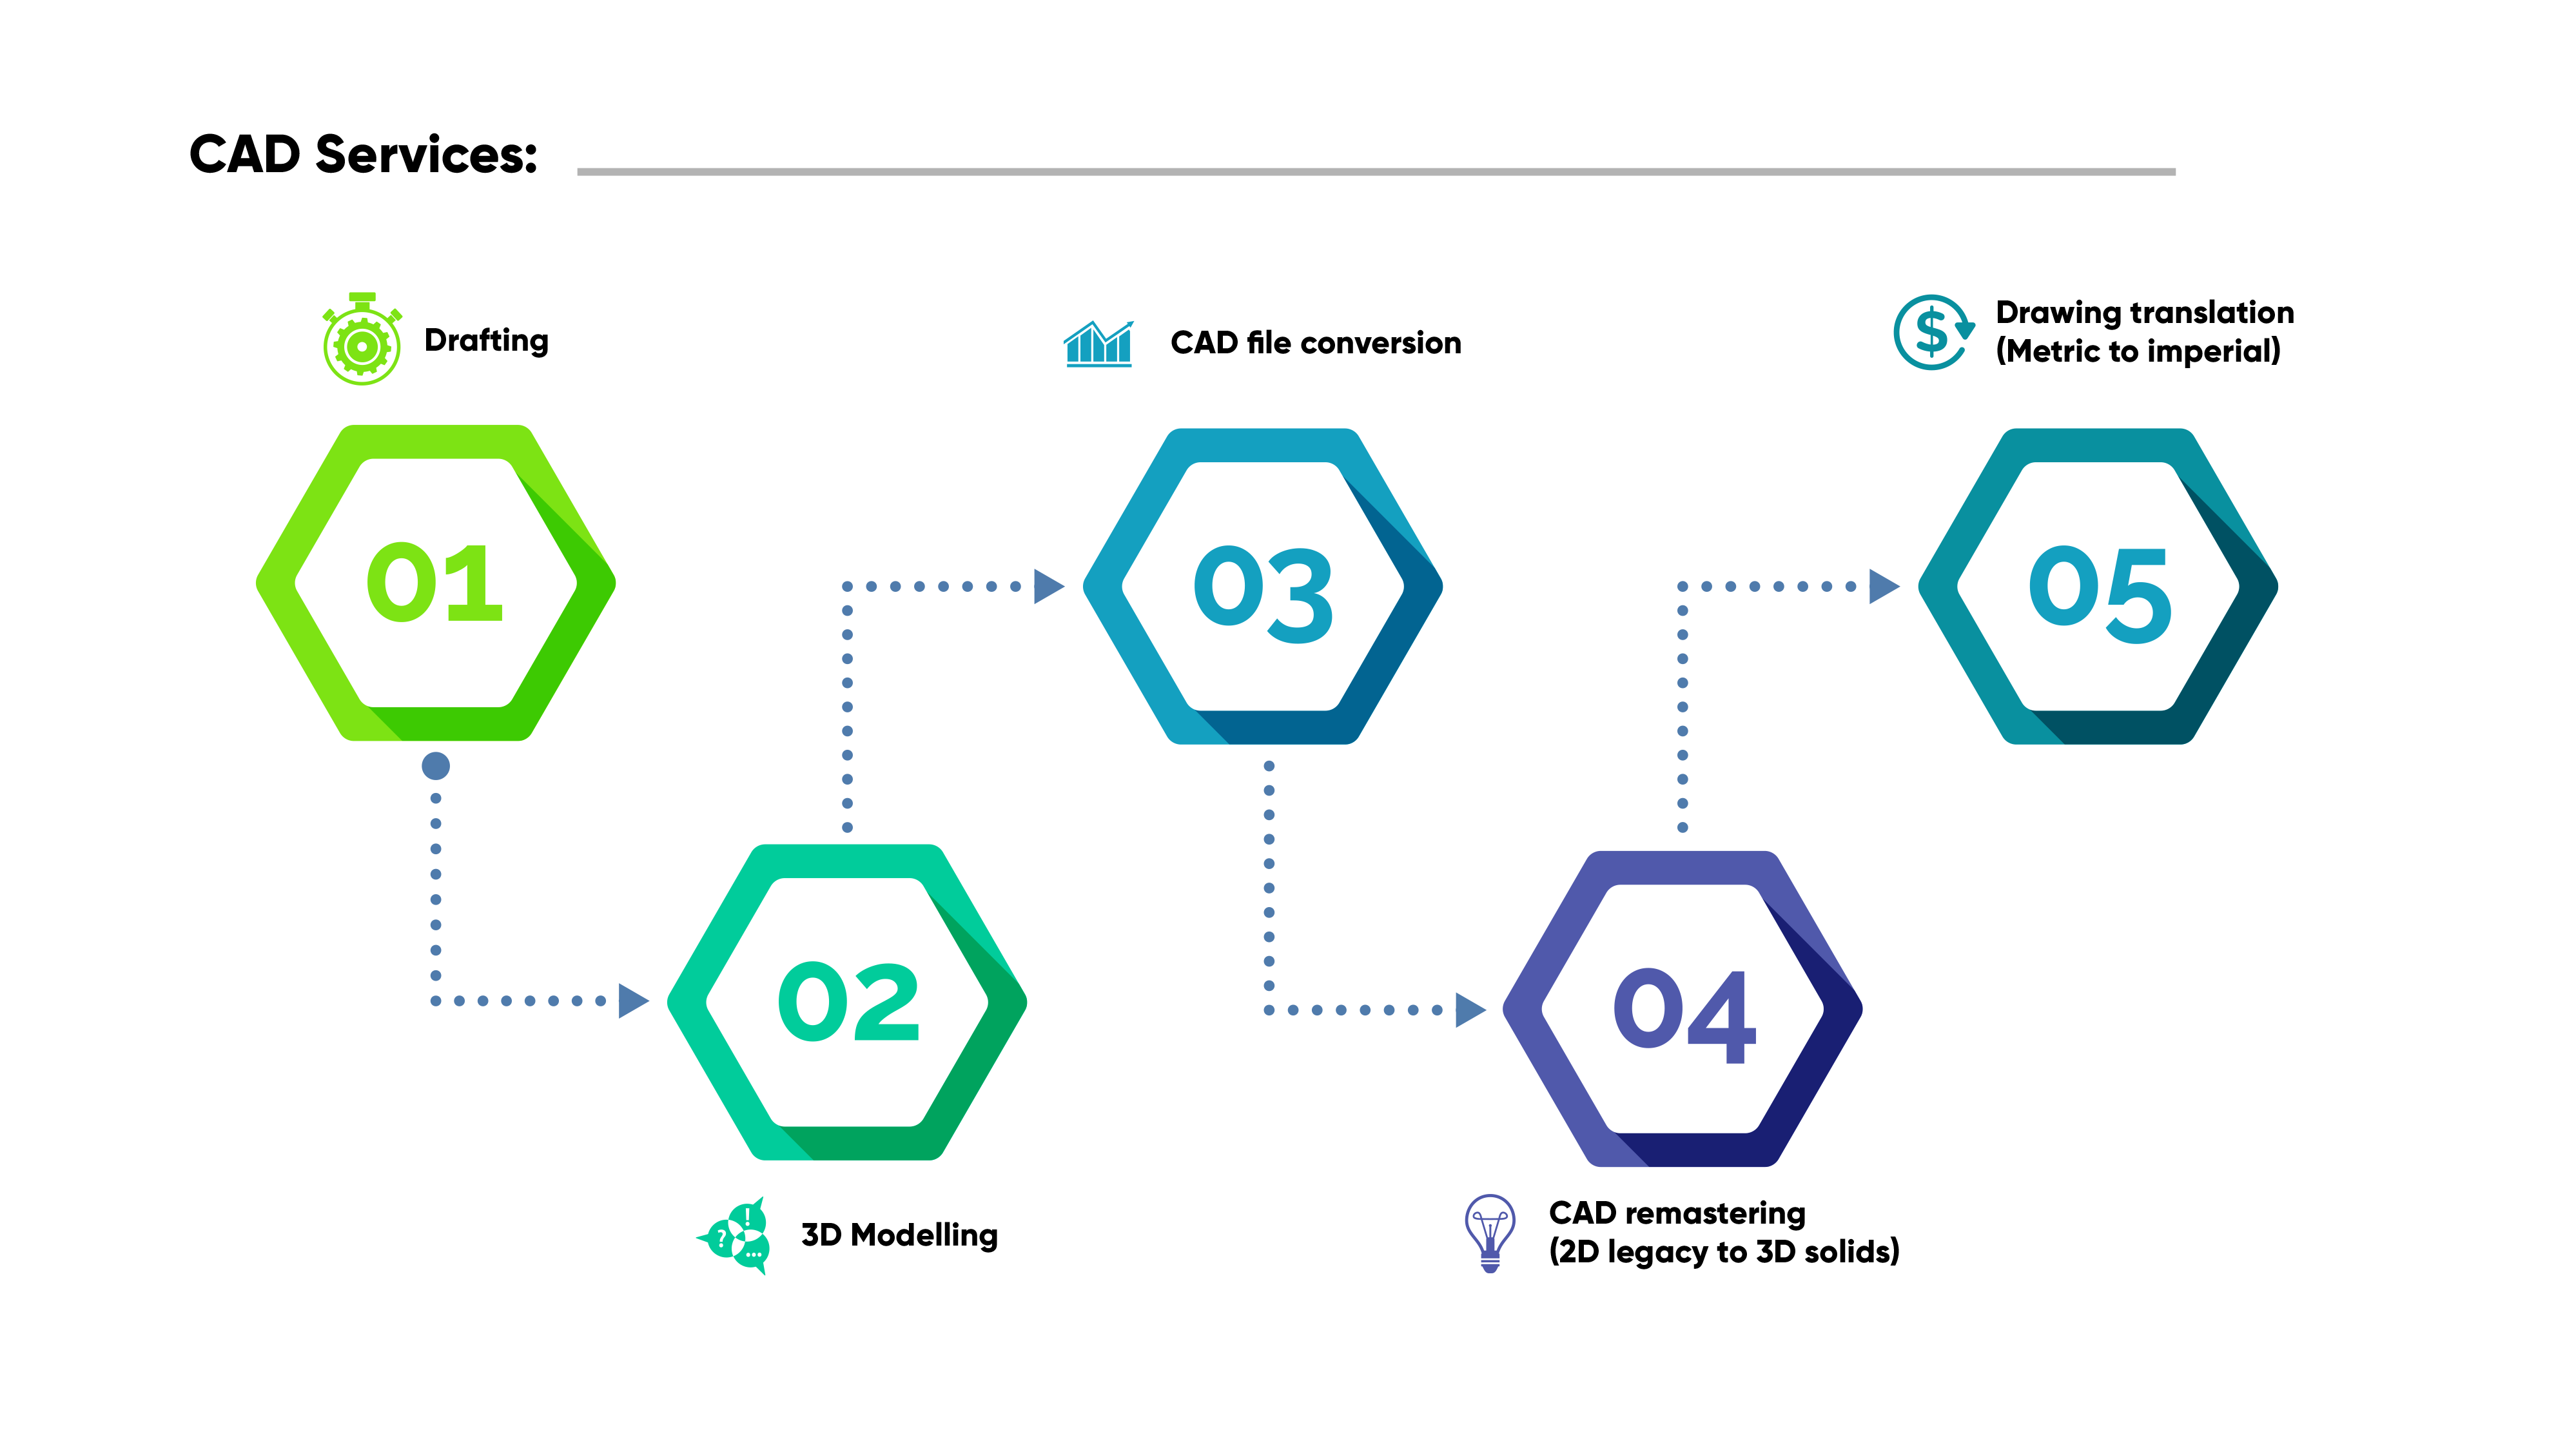 CAD Services:
Drafting
01
02
3D Modelling
CAD file conversion
03
04
CAD remastering
(2D legacy to 3D solids)
Drawing translation
(Metric to imperial)
05